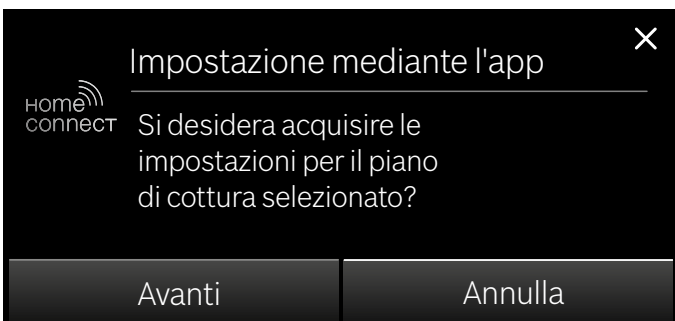 Impostazione mediante l'app
HOME
CONNECT
Si desidera acquisire le
impostazioni per il piano
di cottura selezionato?
Avanti
Annulla